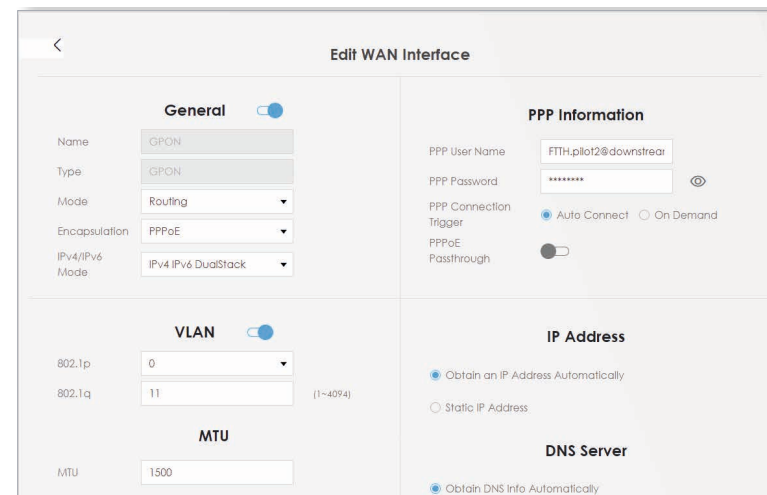 Edit WAN Interface
General
Name GPON
Type GPON
Mode Routing
Encapsulation PPPoE
IPv4/IPv6
Mode
IPv4 IPv6 DualStack
PPP Information
PPP User Name FTTH.pilot2@downstrear
PPP Password ********
PPP Connection
Trigger
Auto Connect On Demand
PPPoE
Passthrough
VLAN
802.1p 0
802.1q 11 (1~4094)
MTU
MTU 1500
IP Address
Obtain an IP Address Automatically
Static IP Address
DNS Server
Obtain DNS Info Automatically